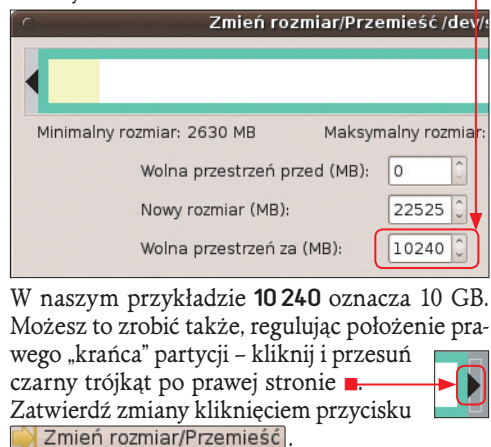 Zmień rozmiar/Przemieść /dev/
Minimalny rozmiar: 2630 MB Maksymalny rozmiar:
Wolna przestrzeń przed (MB): 0
Nowy rozmiar (MB): 22525
Wolna przestrzeń za (MB): 10240
W naszym przykładzie 10 240 oznacza 10 GB.
Możesz to zrobić także, regulując położenie pra-
wego „krańca” partycji – kliknij i przesuń
czarny trójkąt po prawej stronie ■.
Zatwierdź zmiany kliknięciem przycisku
Zmień rozmiar/Przemieść .